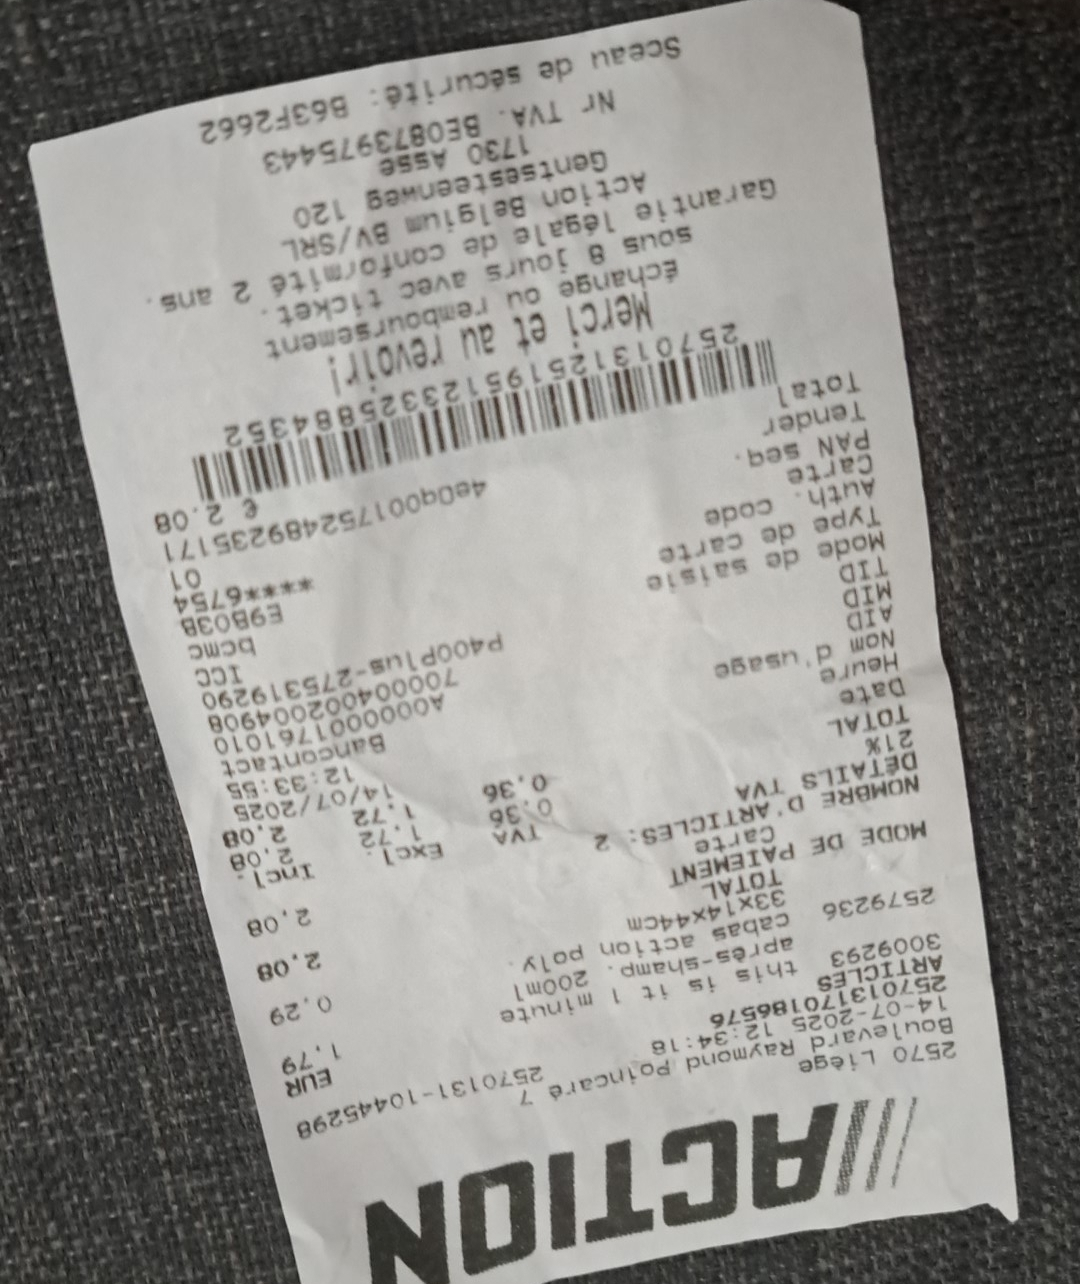 ACTION
2570 Liège
Boulevard Raymond Poincaré 7
14-07-2025 12:34:18 2570131-10445298
257013170186576
ARTICLES EUR
3009293 this is it 1 minute 1,79
après-shamp. 200ml
2579236 cabas action poly. 0,29
33x14x44cm
TOTAL 2,08
MODE DE PAIEMENT
Carte 2,08
NOMBRE D'ARTICLES: 2
DÉTAILS TVA TVA Excl. Incl.
21% 0,36 1,72 2,08
TOTAL 0,36 1,72 2,08
Date 14/07/2025
Heure 12:33:55
Nom d'usage Bancontact
AID A0000001761010
MID 700004002004908
TID P400Plus-275319290
Mode de saisie ICC
Type de carte bcmc
Auth. code E9B03B
Carte ****6754
PAN seq. 01
Tender 4e0q001752489235171
Total € 2.08
2570131251951233258843​52
Merci et au revoir!
échange ou remboursement
sous 8 jours avec ticket.
Garantie légale de conformité 2 ans.
Action Belgium BV/SRL
Gentsesteenweg 120
1730 Asse
Nr TVA. BE0873975443
Sceau de sécurité: B63F2662